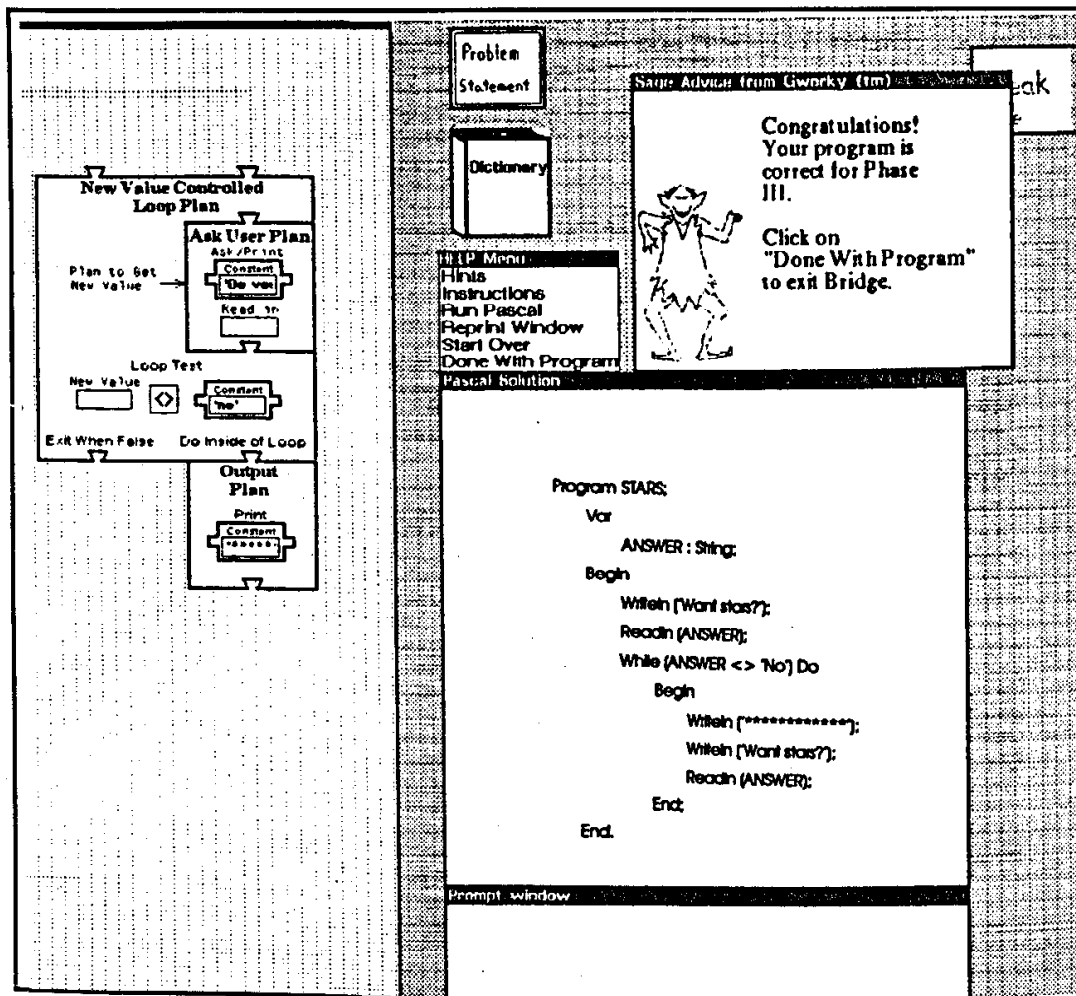 New Value Controlled
Loop Plan
Ask User Plan
Ask/Print
Constant
Plan to Get
New Value
Read in
Loop Test
New Value
<>
Constant
'no'
Exit When False
Do Inside of Loop
Output
Plan
Print
Constant
Problem
Statement
Dictionary
HELP Menu
Hints
Instructions
Run Pascal
Reprint Window
Start Over
Done With Program
Sage Advice from Gworky (tm)
Congratulations!
Your program is
correct for Phase
III.
Click on
"Done With Program"
to exit Bridge.
Pascal Solution
Program STARS;
Var
ANSWER : String;
Begin
Writeln ('Want stars?');
Readln (ANSWER);
While (ANSWER <> 'No') Do
Begin
Writeln ('*************');
Writeln ('Want stars?');
Readln (ANSWER);
End;
End.
Prompt window